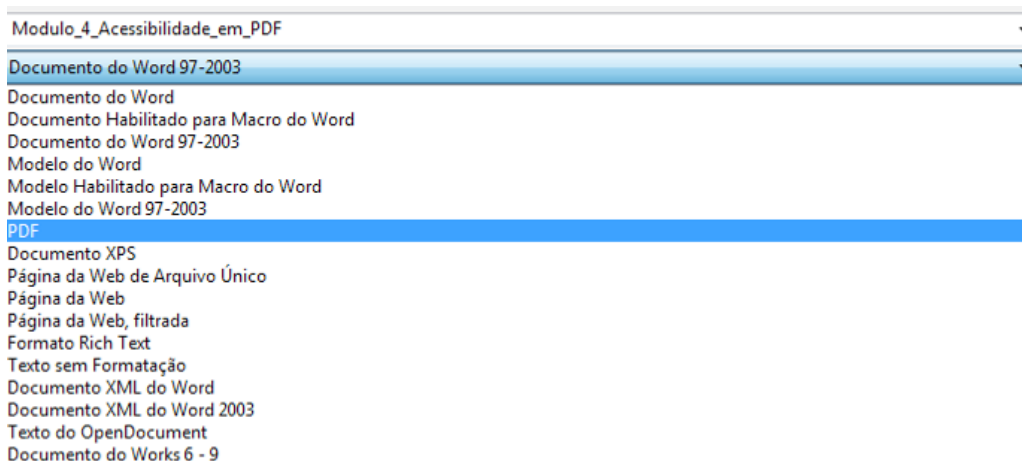 Modulo_4_Acessibilidade_em_PDF
Documento do Word 97-2003
Documento do Word
Documento Habilitado para Macro do Word
Documento do Word 97-2003
Modelo do Word
Modelo Habilitado para Macro do Word
Modelo do Word 97-2003
PDF
Documento XPS
Página da Web de Arquivo Único
Página da Web
Página da Web, filtrada
Formato Rich Text
Texto sem Formatação
Documento XML do Word
Documento XML do Word 2003
Texto do OpenDocument
Documento do Works 6 - 9